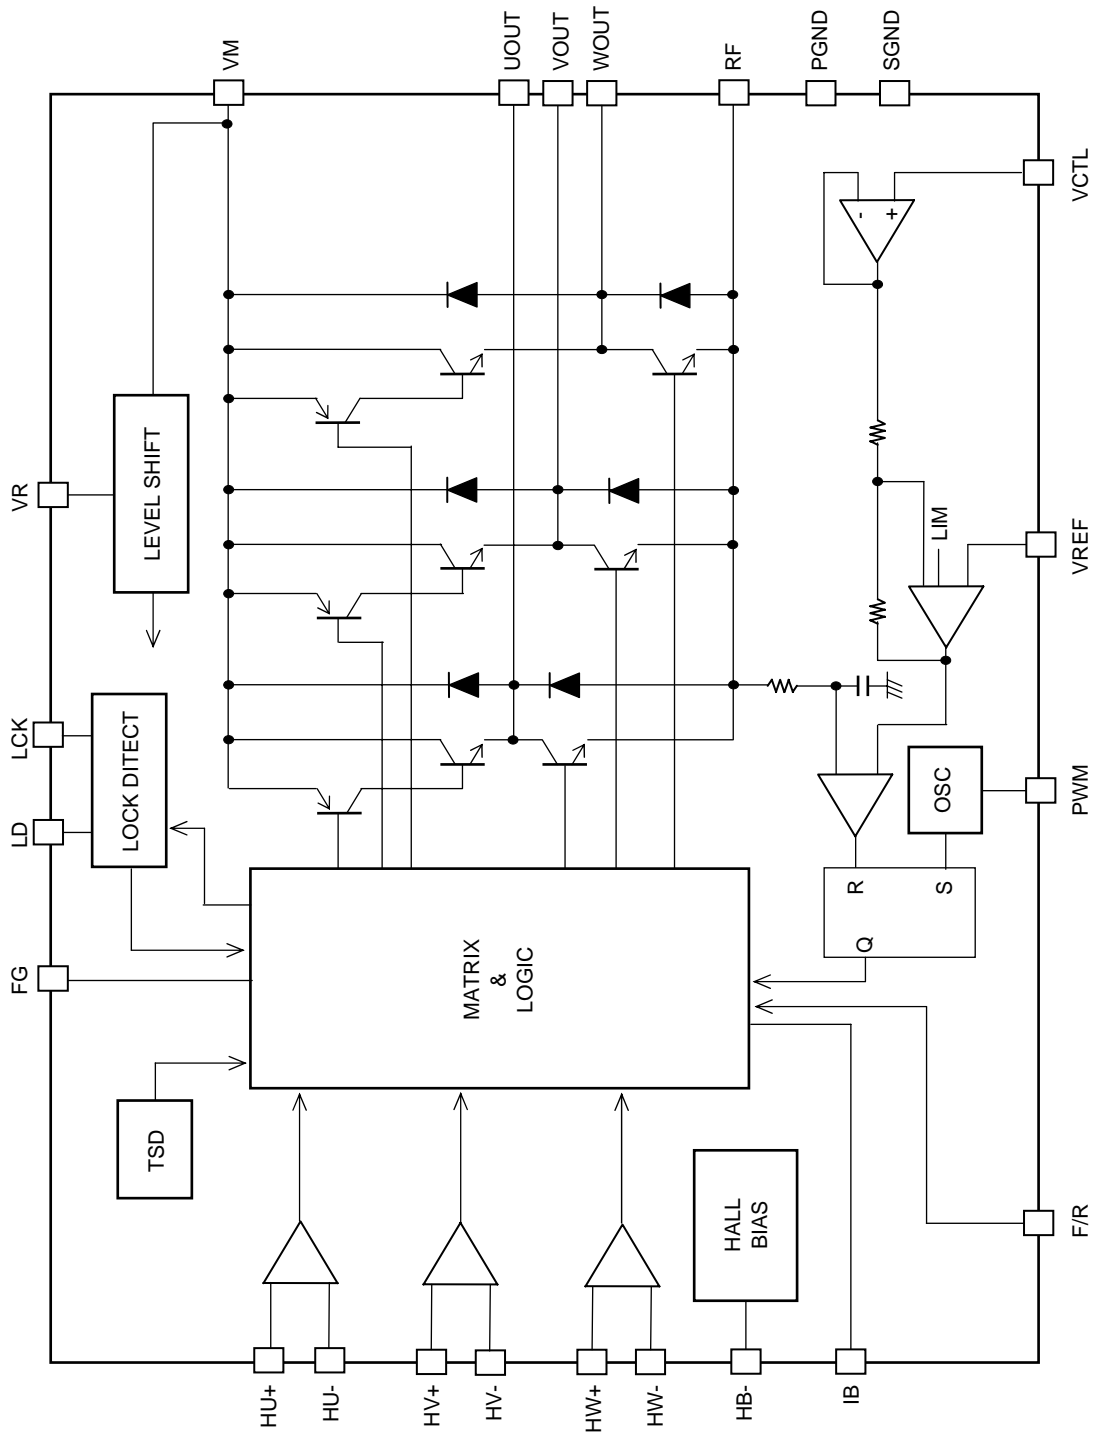 VM
UOUT
VOUT
WOUT
RF
PGND
SGND
VCTL
-
+
VR
LEVEL SHIFT
LIM
VREF
LCK
LD
LOCK DITECT
OSC
PWM
FG
MATRIX
&
LOGIC
R
S
Q
TSD
HALL
BIAS
F/R
HU+
HU-
HV+
HV-
HW+
HW-
HB-
IB